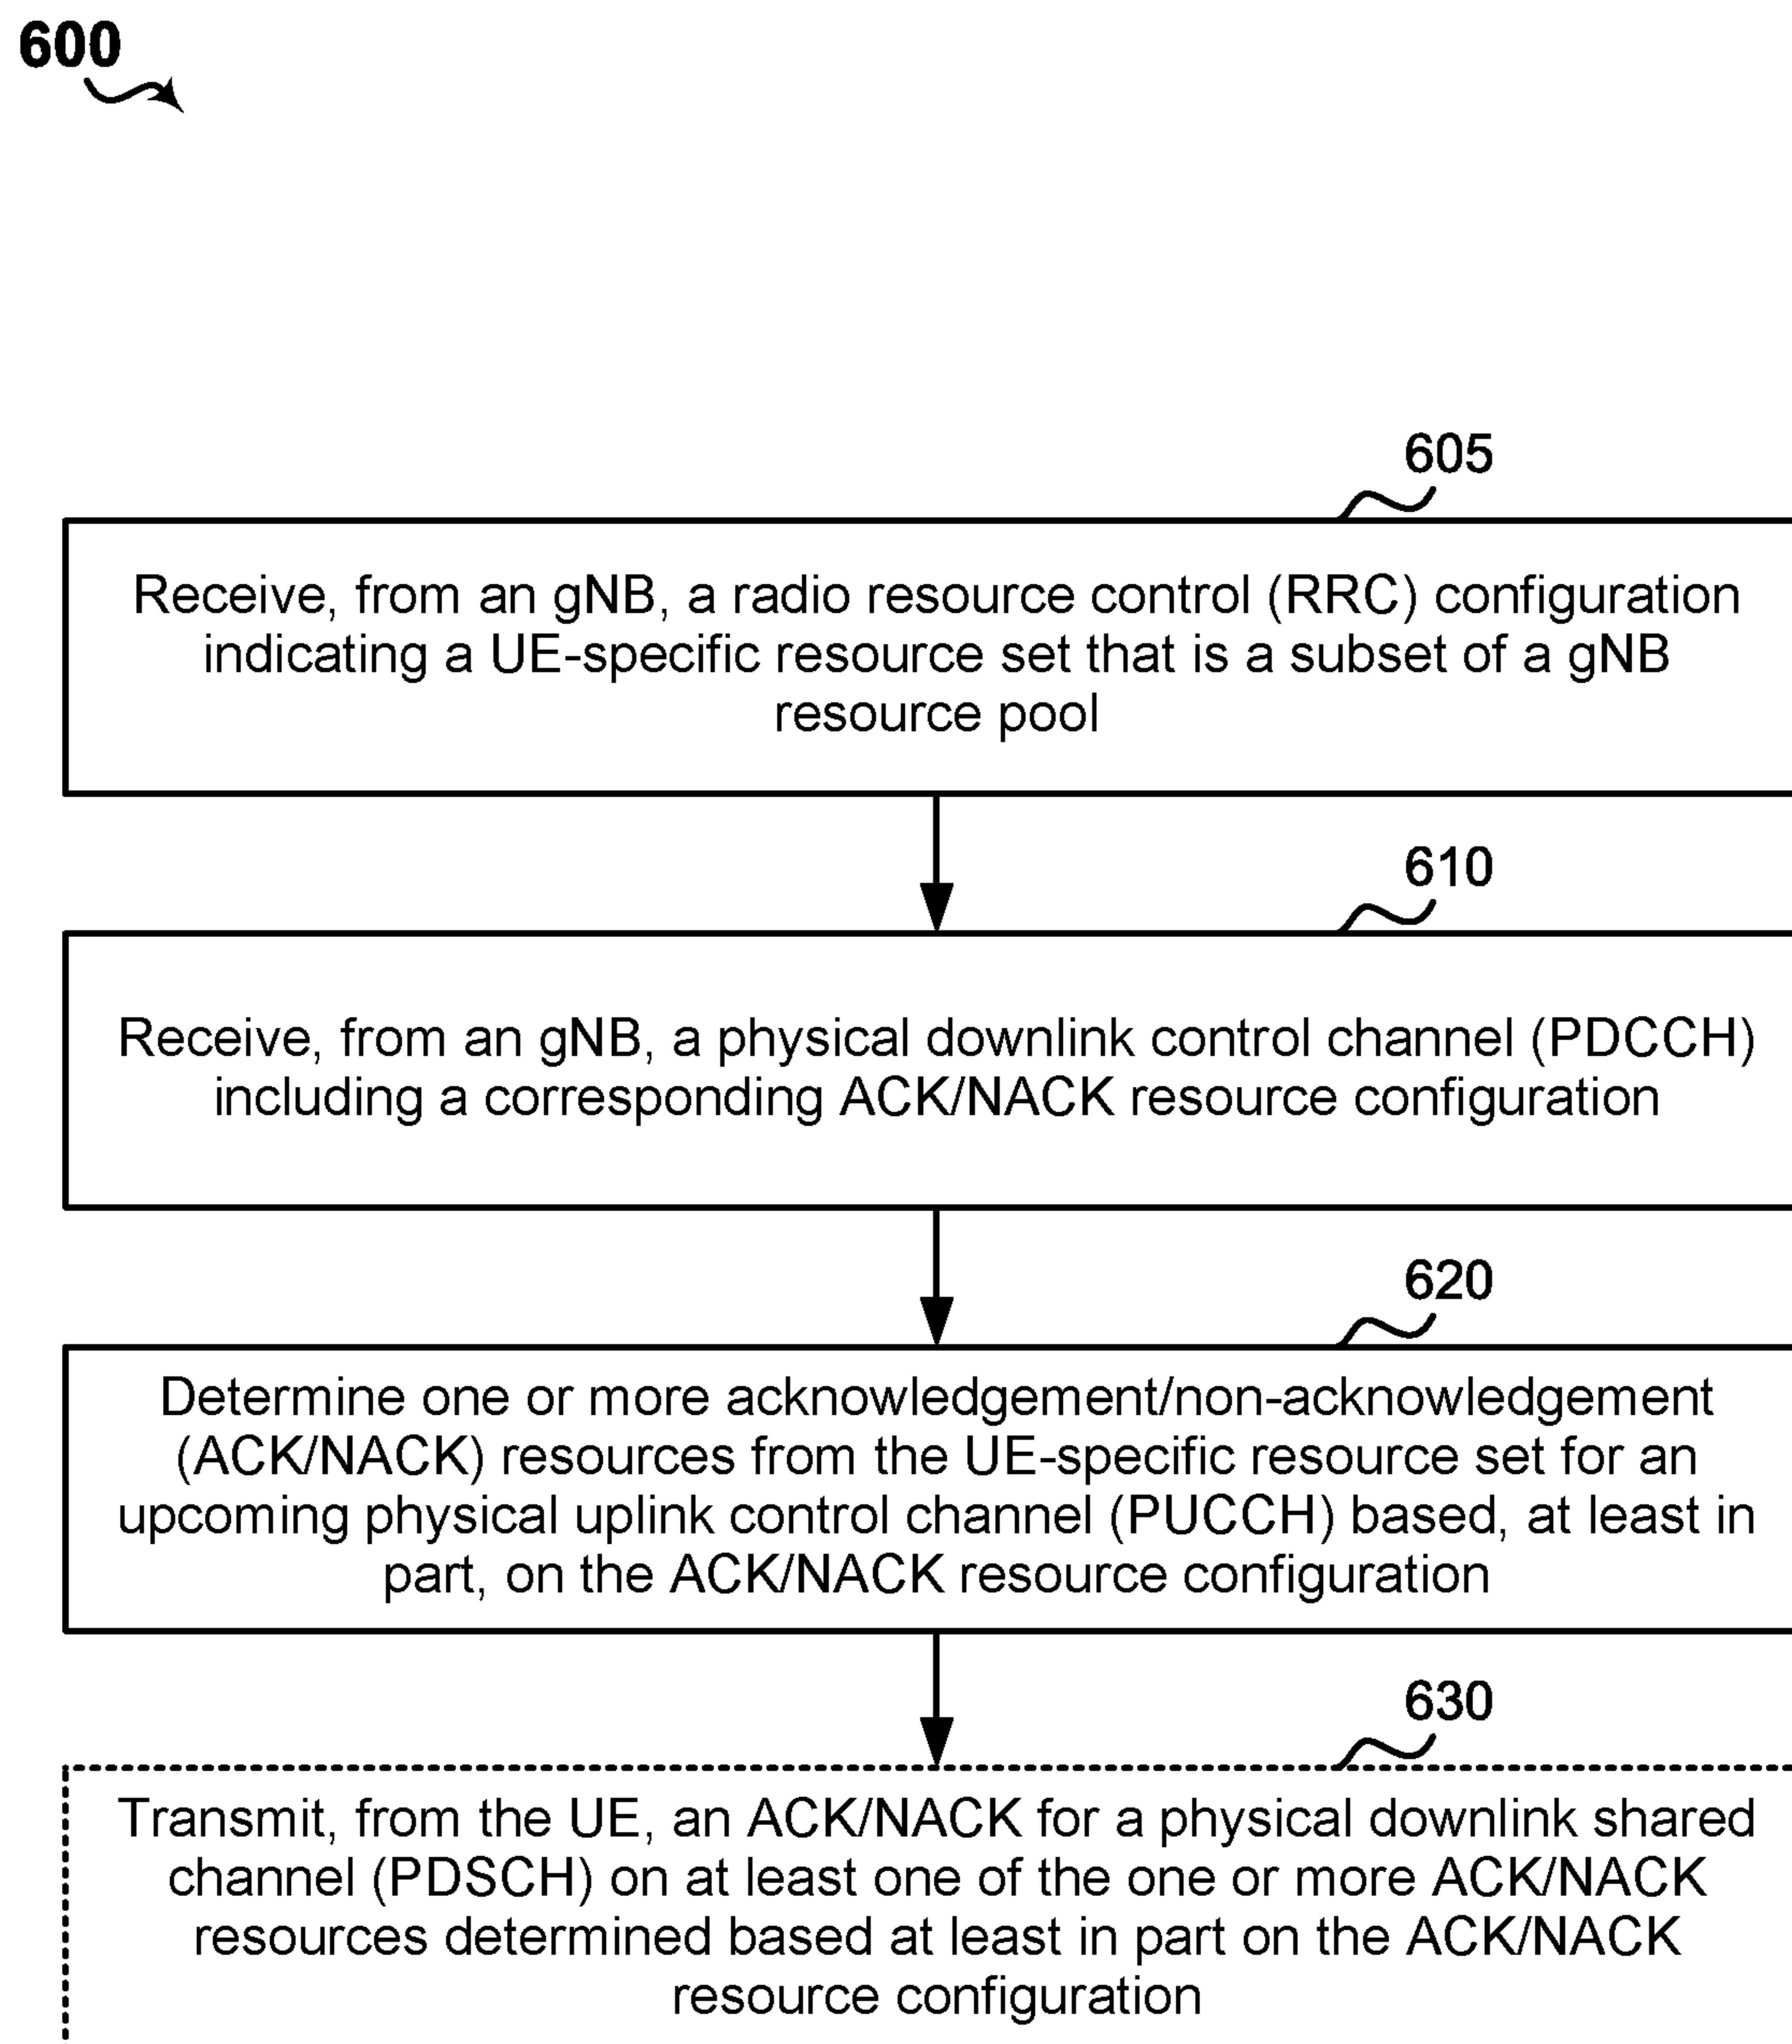 600
605
Receive, from an gNB, a radio resource control (RRC) configuration
indicating a UE-specific resource set that is a subset of a gNB
resource pool
610
Receive, from an gNB, a physical downlink control channel (PDCCH)
including a corresponding ACK/NACK resource configuration
620
Determine one or more acknowledgement/non-acknowledgement
(ACK/NACK) resources from the UE-specific resource set for an
upcoming physical uplink control channel (PUCCH) based, at least in
part, on the ACK/NACK resource configuration
630
Transmit, from the UE, an ACK/NACK for a physical downlink shared
channel (PDSCH) on at least one of the one or more ACK/NACK
resources determined based at least in part on the ACK/NACK
resource configuration